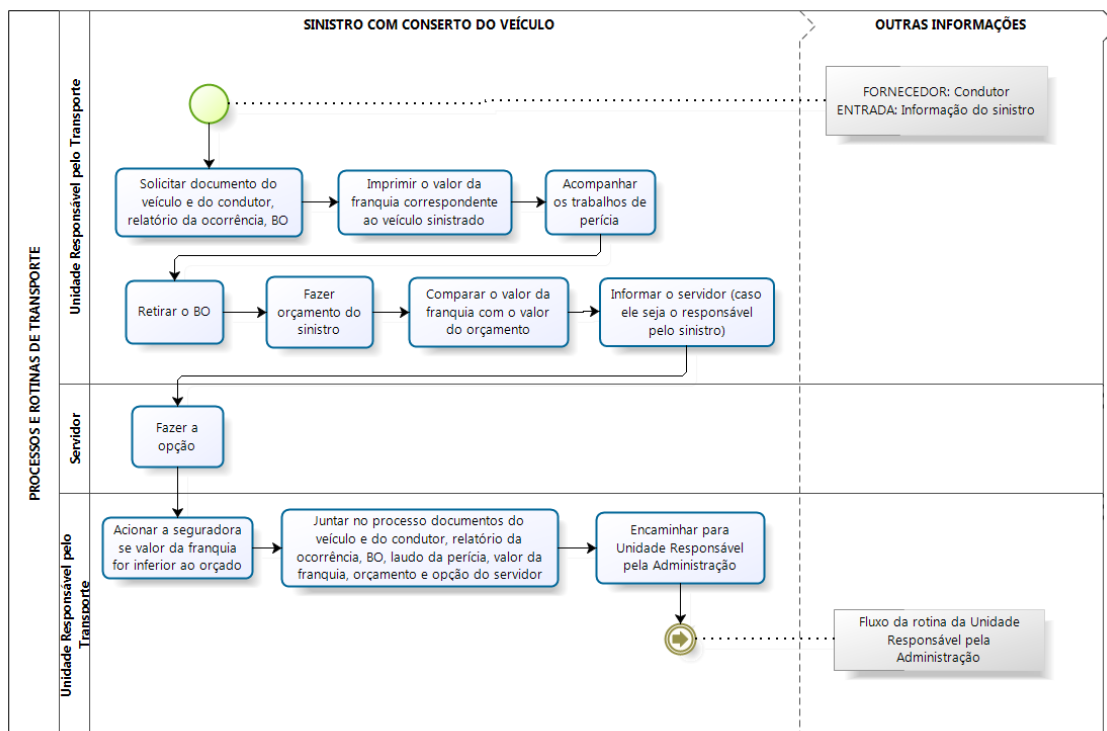 SINISTRO COM CONSERTO DO VEÍCULO
OUTRAS INFORMAÇÕES
PROCESSOS E ROTINAS DE TRANSPORTE
Unidade Responsável pelo Transporte
FORNECEDOR: Condutor
ENTRADA: Informação do sinistro
Solicitar documento do
veículo e do condutor,
relatório da ocorrência, BO
Imprimir o valor da
franquia correspondente
ao veículo sinistrado
Acompanhar
os trabalhos de
perícia
Retirar o BO
Fazer
orçamento do
sinistro
Comparar o valor da
franquia com o valor
do orçamento
Informar o servidor (caso
ele seja o responsável
pelo sinistro)
Servidor
Fazer a
opção
Unidade Responsável pelo
Transporte
Acionar a seguradora
se valor da franquia
for inferior ao orçado
Juntar no processo documentos do
veículo e do condutor, relatório da
ocorrência, BO, laudo da perícia, valor da
franquia, orçamento e opção do servidor
Encaminhar para
Unidade Responsável
pela Administração
Fluxo da rotina da Unidade
Responsável pela
Administração